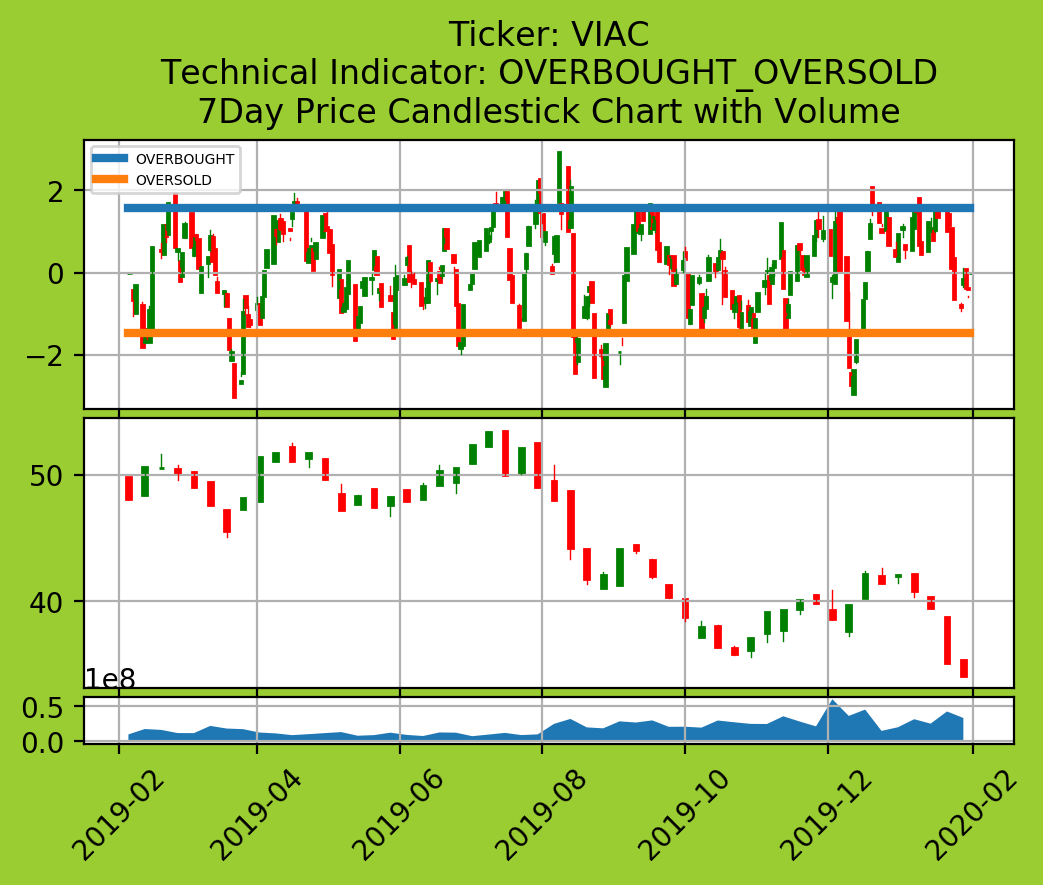 Ticker: VIAC
Technical Indicator: OVERBOUGHT_OVERSOLD
7Day Price Candlestick Chart with Volume
OVERBOUGHT
OVERSOLD
2
0
−2
50
40
1e8
0.5
0.0
2019-02
2019-04
2019-06
2019-08
2019-10
2019-12
2020-02